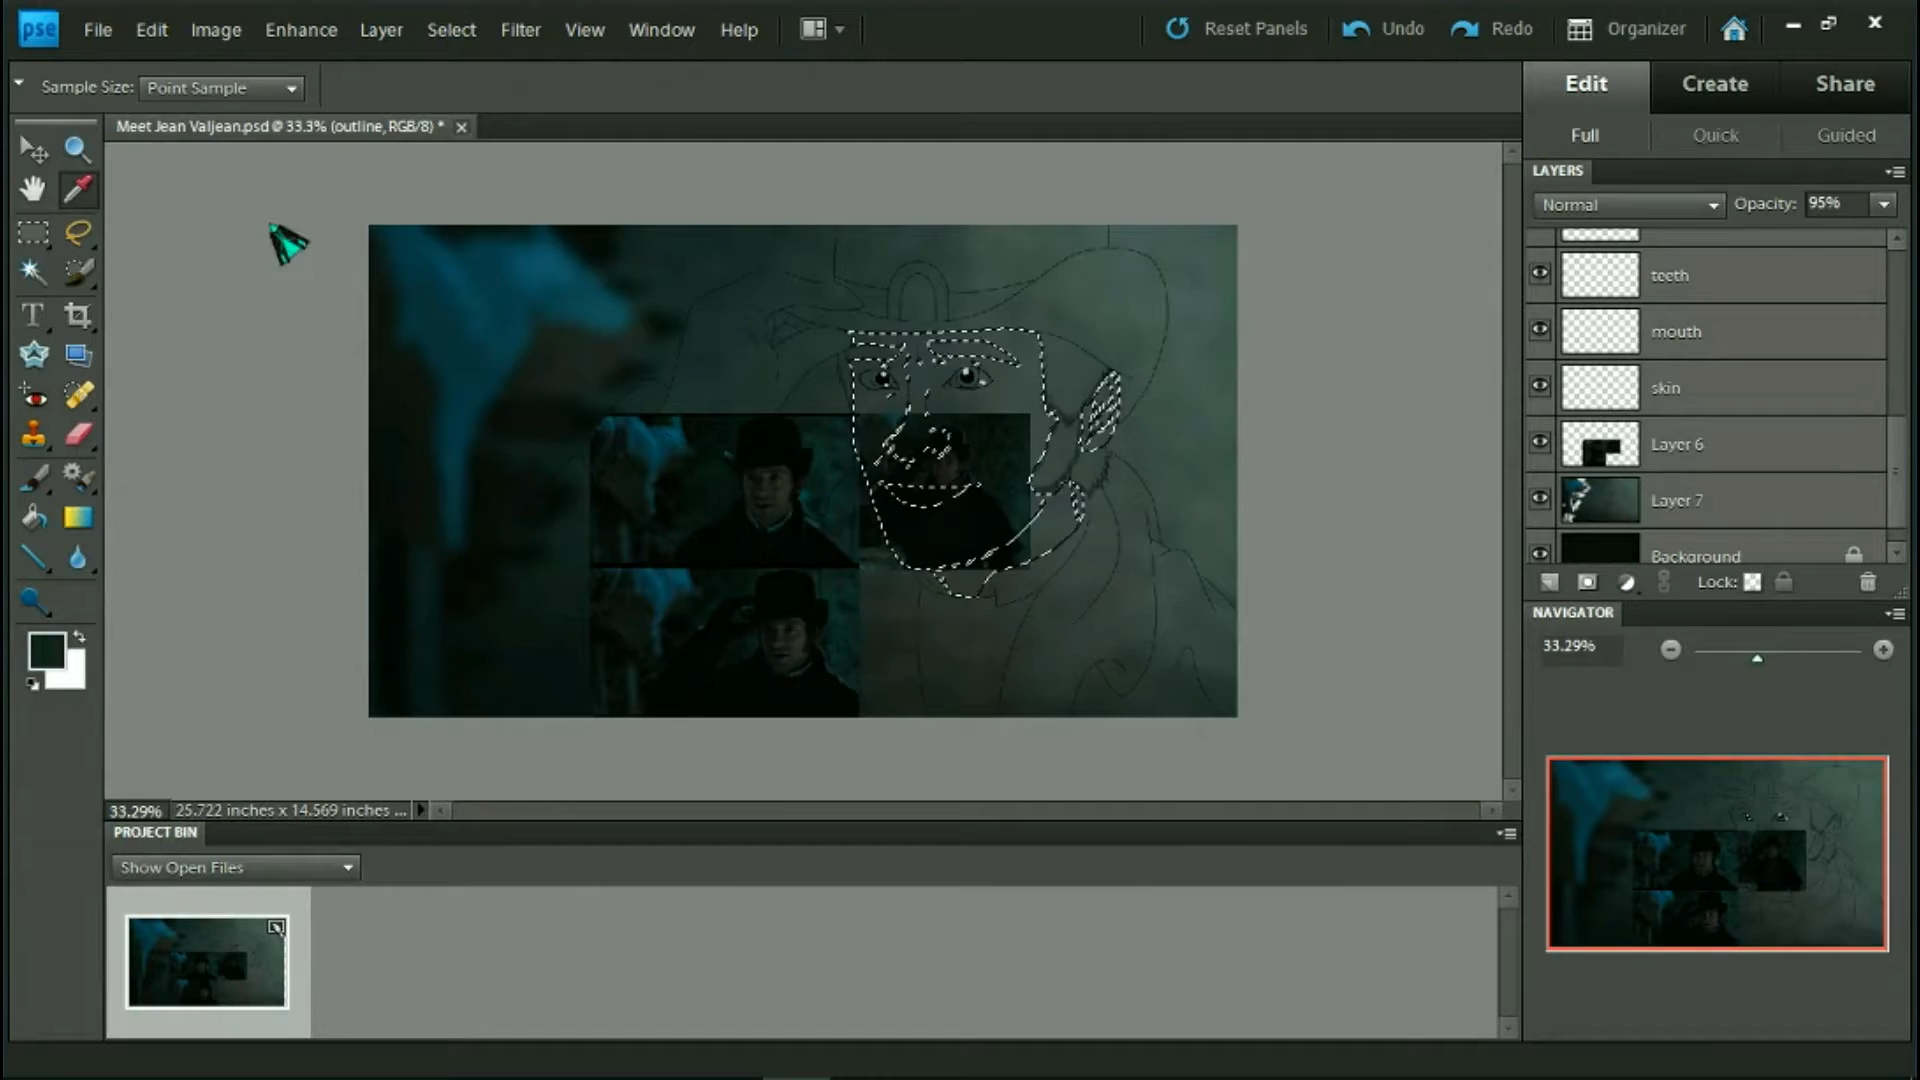 pse File Edit Image Enhance Layer Select Filter View Window Help Reset Panels Undo Redo Organizer
Sample Size: Point Sample
Edit Create Share
Meet Jean Valjean.psd @ 33.3% (outline, RGB/8) *
Full Quick Guided
LAYERS
Normal Opacity: 95%
teeth
mouth
skin
Layer 6
Layer 7
Background
Lock:
NAVIGATOR
33.29%
33.29% 25.722 inches x 14.569 inches ...
PROJECT BIN
Show Open Files